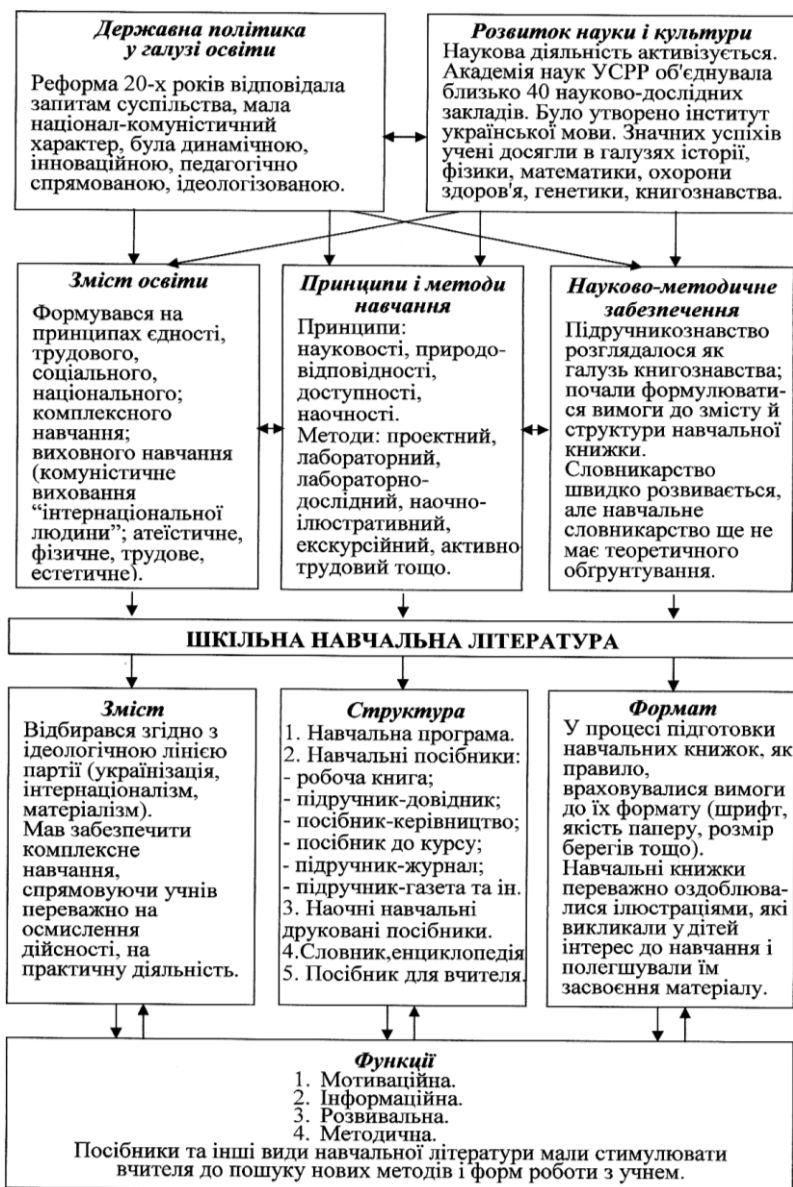 Державна політика
у галузі освіти
Реформа 20-х років відповідала
запитам суспільства, мала
націонал-комуністичний
характер, була динамічною,
інноваційною, педагогічно
спрямованою, ідеологізованою.
Розвиток науки і культури
Наукова діяльність активізується.
Академія наук УСРР об'єднувала
близько 40 науково-дослідних
закладів. Було утворено інститут
української мови. Значних успіхів
учені досягли в галузях історії,
фізики, математики, охорони
здоров'я, генетики, книгознавства.
Зміст освіти
Формувався на
принципах єдності,
трудового,
соціального,
національного;
комплексного
навчання;
виховного навчання
(комуністичне
виховання
“інтернаціональної
людини”; атеїстичне,
фізичне, трудове,
естетичне).
Принципи і методи
навчання
Принципи:
науковості, природо-
відповідності,
доступності,
наочності.
Методи: проектний,
лабораторний,
лабораторно-
дослідний, наочно-
ілюстративний,
екскурсійний, активно
трудовий тощо.
Науково-методичне
забезпечення
Підручникознавство
розглядалося як
галузь книгознавства;
почали формулювати-
ся вимоги до змісту й
структури навчальної
книжки.
Словникарство
швидко розвивається,
але навчальне
словникарство ще не
має теоретичного
обґрунтування.
ШКІЛЬНА НАВЧАЛЬНА ЛІТЕРАТУРА
Зміст
Відбирався згідно з
ідеологічною лінією
партії (українізація,
інтернаціоналізм,
матеріалізм).
Мав забезпечити
комплексне
навчання,
спрямовуючи учнів
переважно на
осмислення
дійсності, на
практичну діяльність.
Структура
1. Навчальна програма.
2. Навчальні посібники:
- робоча книга;
- підручник-довідник;
- посібник-керівництво;
- посібник до курсу;
- підручник-журнал;
- підручник-газета та ін.
3. Наочні навчальні
друковані посібники.
4.Словник,енциклопедія
5. Посібник для вчителя.
Формат
У процесі підготовки
навчальних книжок, як
правило,
враховувалися вимоги
до їх формату (шрифт,
якість паперу, розмір
берегів тощо).
Навчальні книжки
переважно оздоблюва-
лися ілюстраціями, які
викликали у дітей
інтерес до навчання і
полегшували їм
засвоєння матеріалу.
Функції
1. Мотиваційна.
2. Інформаційна.
3. Розвивальна.
4. Методична.
Посібники та інші види навчальної літератури мали стимулювати
вчителя до пошуку нових методів і форм роботи з учнем.